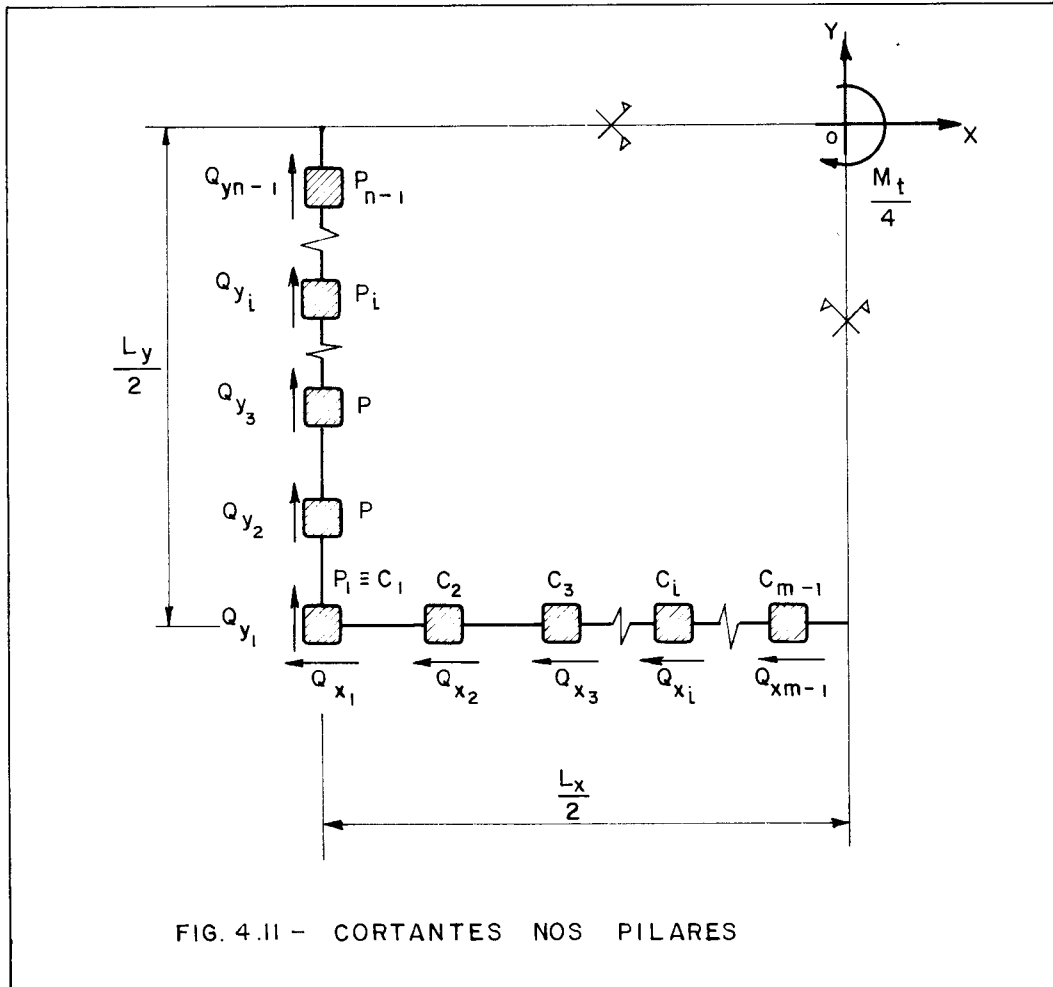 Y
X
O
M_t
4
Q_yn-1 P_n-1
Q_yi P_i
L_y
2
Q_y3 P
Q_y2 P
P_1 ≡ C_1 C_2 C_3 C_i C_m-1
Q_y1
Q_x1 Q_x2 Q_x3 Q_xi Q_xm-1
L_x
2
FIG. 4.11 - CORTANTES NOS PILARES